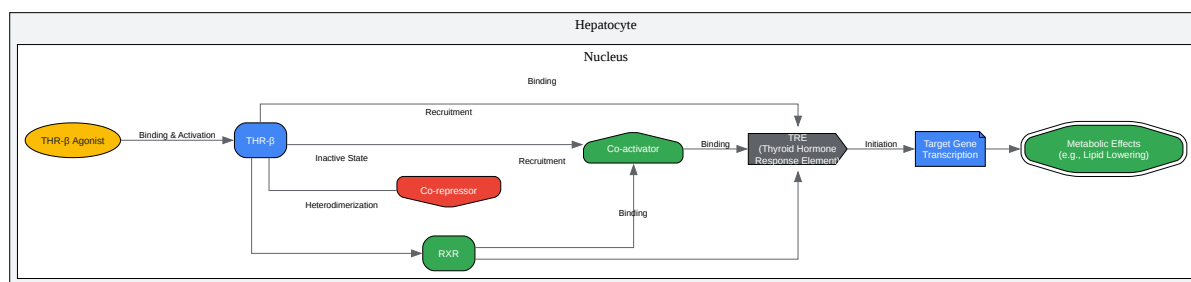 Hepatocyte
Nucleus
Binding
Recruitment
THR-β Agonist
Binding & Activation
THR-β
Inactive State
Recruitment
Co-activator
Binding
TRE
(Thyroid Hormone
Response Element)
Initiation
Target Gene
Transcription
Metabolic Effects
(e.g., Lipid Lowering)
Co-repressor
Heterodimerization
Binding
RXR